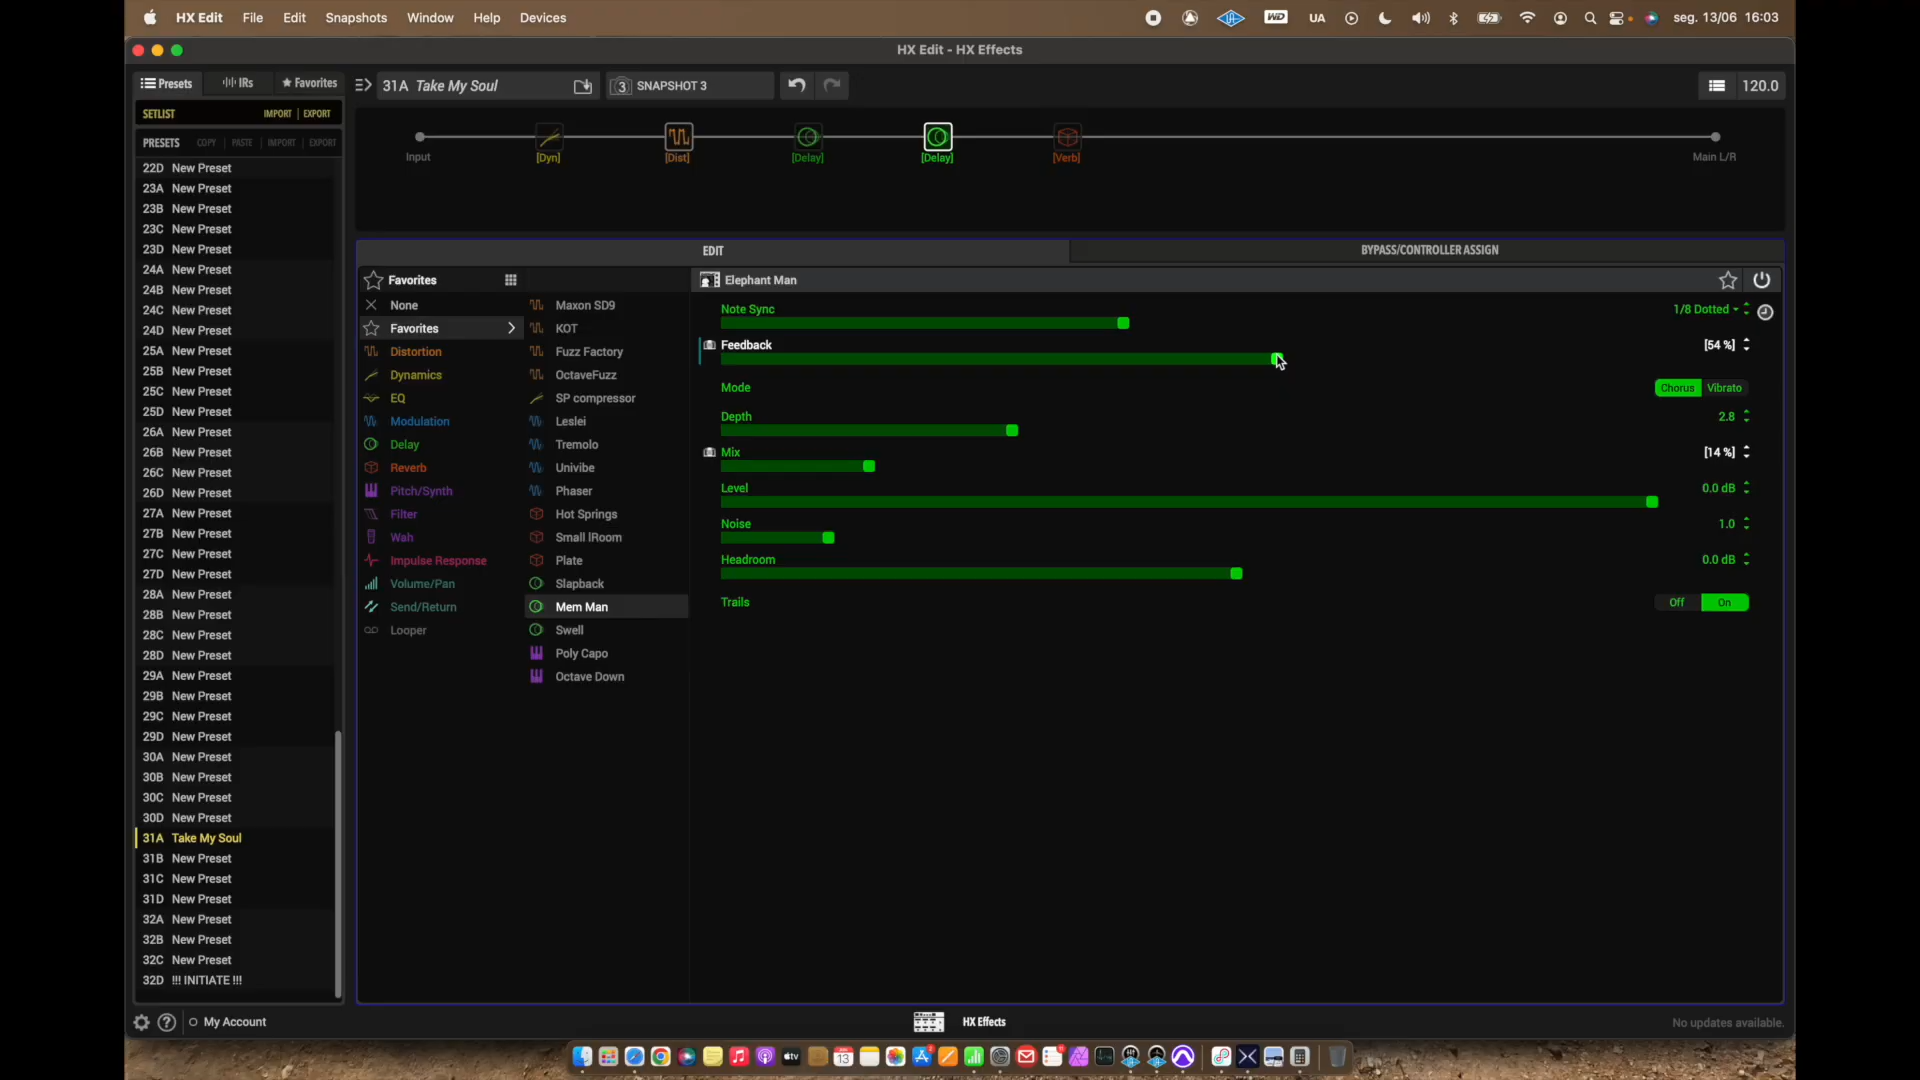 HX Edit File Edit Snapshots Window Help Devices
WD UA seg. 13/06 16:03
HX Edit - HX Effects
Presets IRs Favorites
31A Take My Soul
3 SNAPSHOT 3
120.0
SETLIST IMPORT | EXPORT
PRESETS COPY PASTE IMPORT EXPORT
22D New Preset
23A New Preset
23B New Preset
23C New Preset
23D New Preset
24A New Preset
24B New Preset
24C New Preset
24D New Preset
25A New Preset
25B New Preset
25C New Preset
25D New Preset
26A New Preset
26B New Preset
26C New Preset
26D New Preset
27A New Preset
27B New Preset
27C New Preset
27D New Preset
28A New Preset
28B New Preset
28C New Preset
28D New Preset
29A New Preset
29B New Preset
29C New Preset
29D New Preset
30A New Preset
30B New Preset
30C New Preset
30D New Preset
31A Take My Soul
31B New Preset
31C New Preset
31D New Preset
32A New Preset
32B New Preset
32C New Preset
32D !!! INITIATE !!!
Input [Dyn] [Dist] [Delay] [Delay] [Verb] Main L/R
EDIT
BYPASS/CONTROLLER ASSIGN
Favorites
None
Favorites
Distortion
Dynamics
EQ
Modulation
Delay
Reverb
Pitch/Synth
Filter
Wah
Impulse Response
Volume/Pan
Send/Return
Looper
Maxon SD9
KOT
Fuzz Factory
OctaveFuzz
SP compressor
Leslei
Tremolo
Univibe
Phaser
Hot Springs
Small lRoom
Plate
Slapback
Mem Man
Swell
Poly Capo
Octave Down
Elephant Man
Note Sync 1/8 Dotted
Feedback [54 %]
Mode Chorus Vibrato
Depth 2.8
Mix [14 %]
Level 0.0 dB
Noise 1.0
Headroom 0.0 dB
Trails Off On
My Account
HX Effects
No updates available.
tv
13